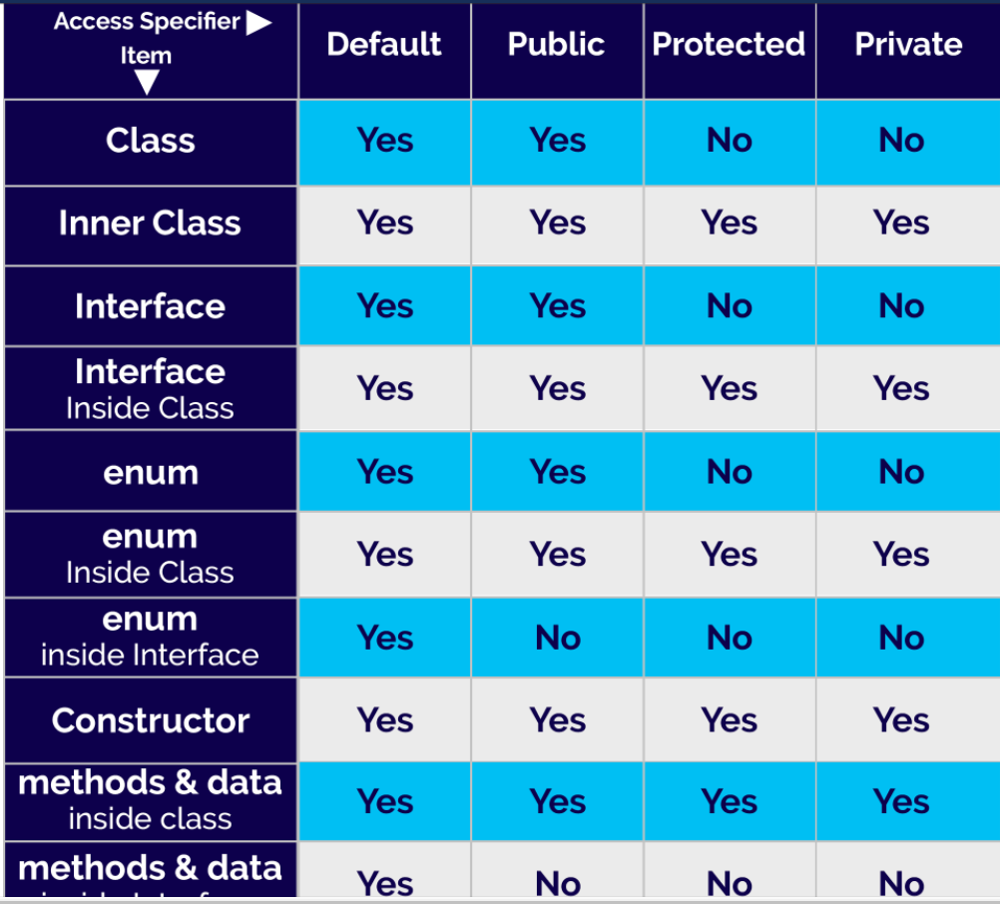 Access Specifier
Item
Default Public Protected Private
Class Yes Yes No No
Inner Class Yes Yes Yes Yes
Interface Yes Yes No No
Interface
Inside Class
Yes Yes Yes Yes
enum Yes Yes No No
enum
Inside Class
Yes Yes Yes Yes
enum
inside Interface
Yes No No No
Constructor Yes Yes Yes Yes
methods & data
inside class
Yes Yes Yes Yes
methods & data
Yes No No No